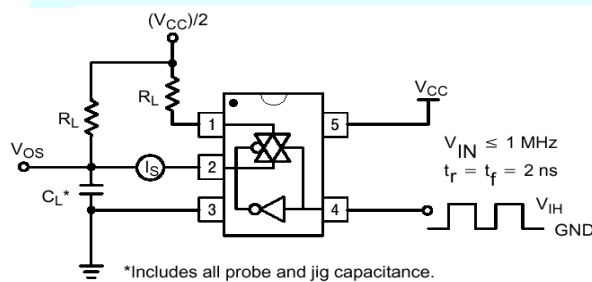 (VCC)/2
RL
RL
VOS
IS
CL*
1
2
3
4
5
VCC
VIN ≤ 1 MHz
tr = tf = 2 ns
VIH
GND
*Includes all probe and jig capacitance.